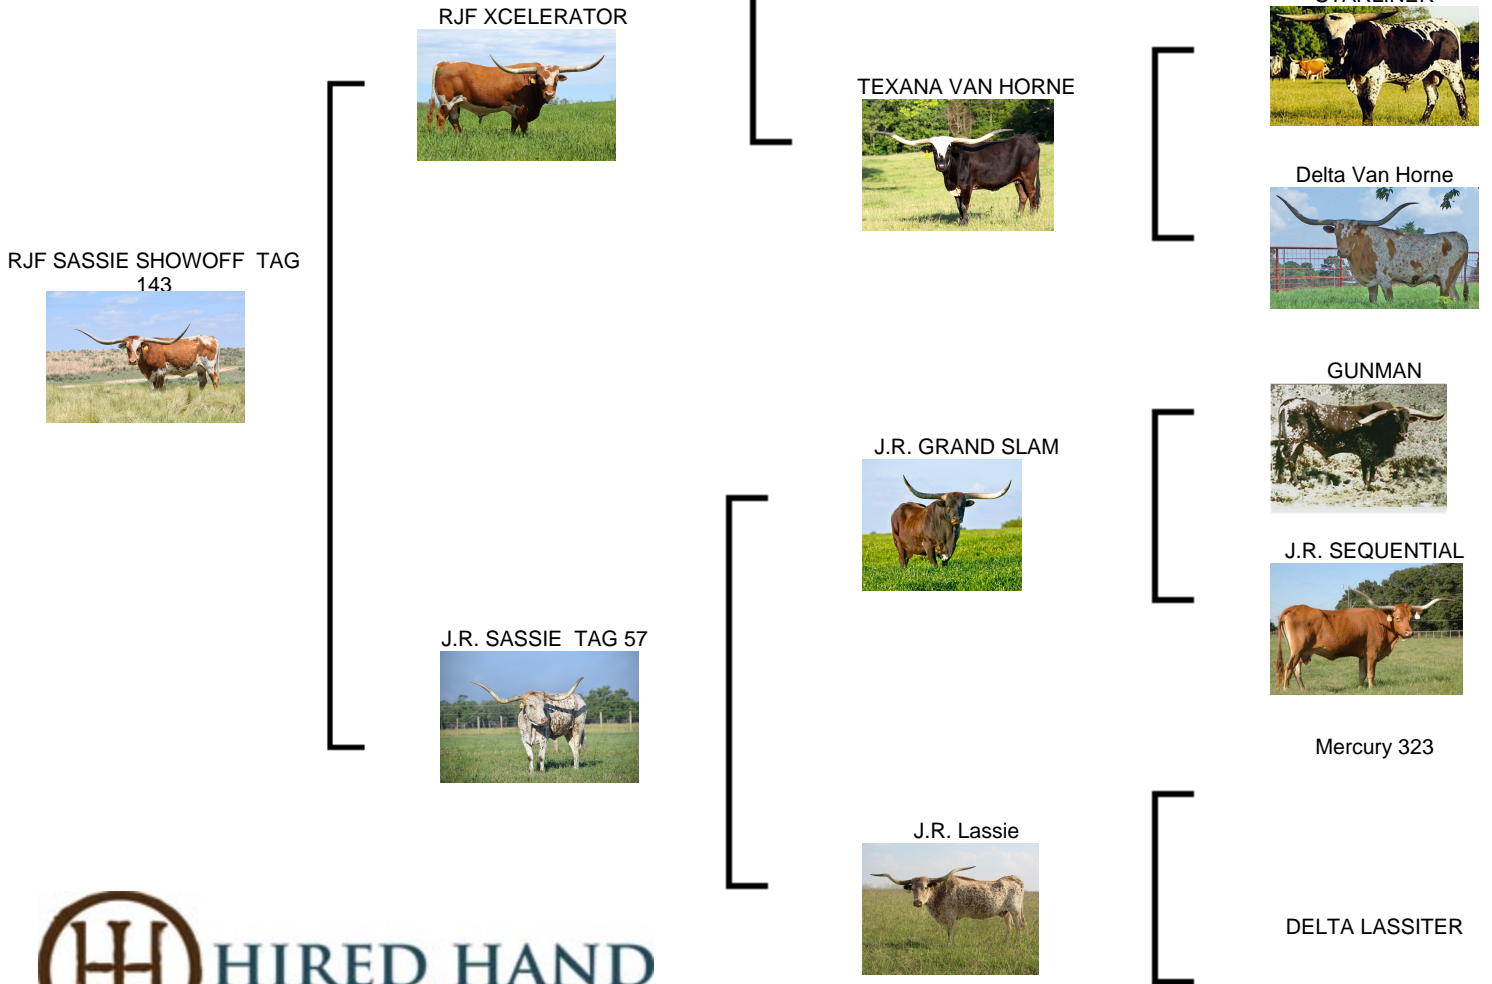 RJF XCELERATOR
TEXANA VAN HORNE
Delta Van Horne
RJF SASSIE SHOWOFF TAG
143
GUNMAN
J.R. GRAND SLAM
J.R. SEQUENTIAL
J.R. SASSIE TAG 57
Mercury 323
J.R. Lassie
DELTA LASSITER
HIRED HAND